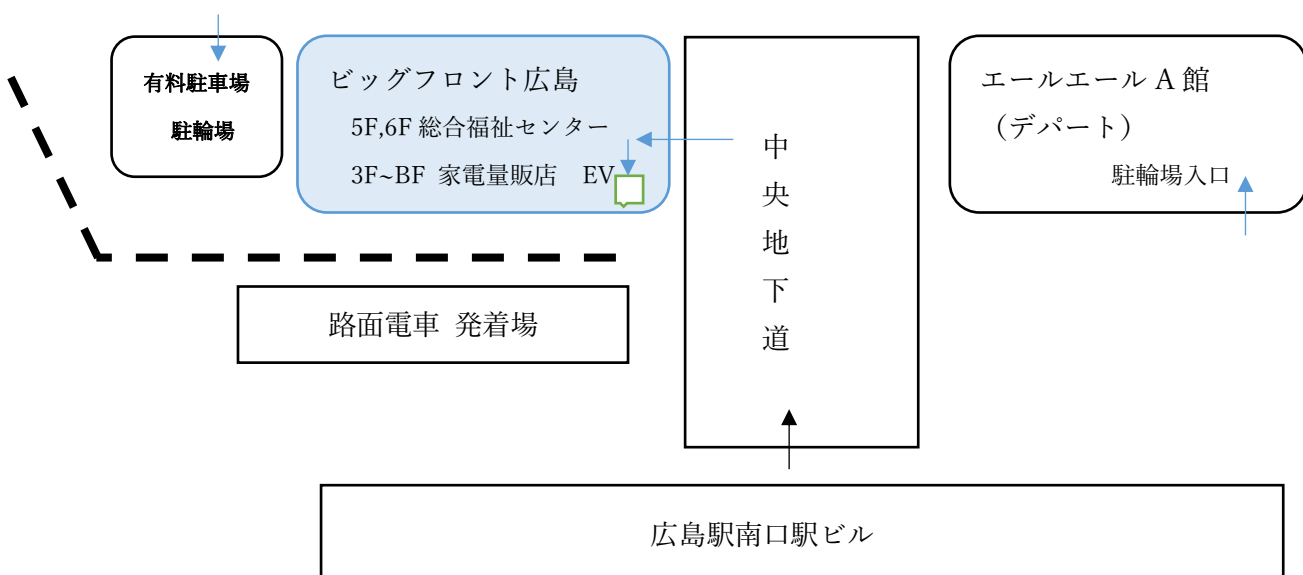 有料駐車場
駐輪場
ビッグフロント広島
5F,6F 総合福祉センター
3F~BF 家電量販店 EV
中央地下道
エールエール A 館
（デパート）
駐輪場入口
路面電車 発着場
広島駅南口駅ビル